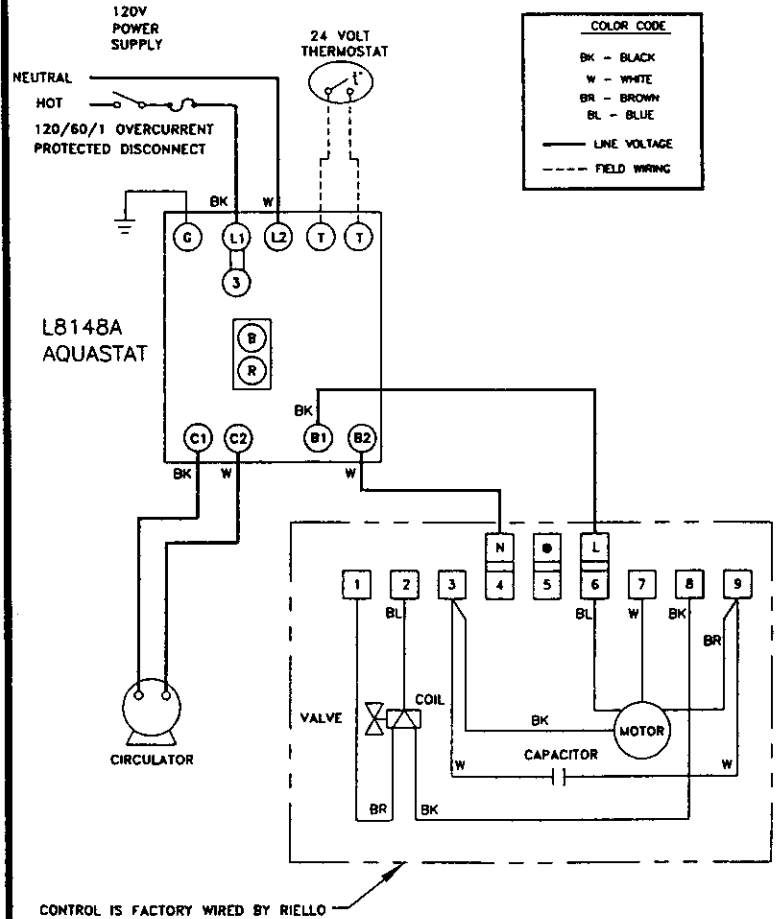 120V
POWER
SUPPLY
24 VOLT
THERMOSTAT
t°
NEUTRAL
HOT
120/60/1 OVERCURRENT
PROTECTED DISCONNECT
COLOR CODE
BK - BLACK
W - WHITE
BR - BROWN
BL - BLUE
LINE VOLTAGE
FIELD WIRING
BK
W
G
L1
L2
T
T
3
L8148A
AQUASTAT
B
R
BK
C1
C2
B1
B2
BK
W
W
N
L
1
2
3
4
5
6
7
8
9
BL
BL
W
BK
BR
VALVE
COIL
BK
MOTOR
CAPACITOR
W
W
BR
BK
CIRCULATOR
CONTROL IS FACTORY WIRED BY RIELLO